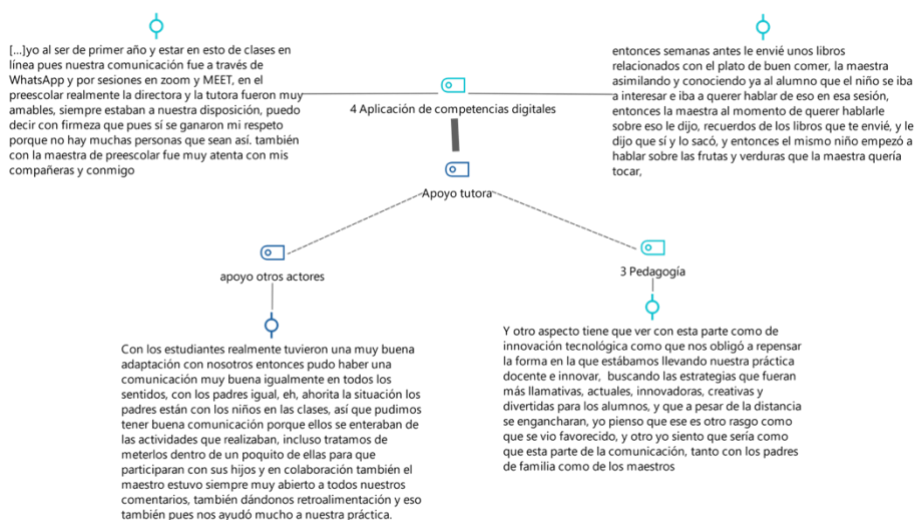 [...]yo al ser de primer año y estar en esto de clases en
línea pues nuestra comunicación fue a través de
WhatsApp y por sesiones en zoom y MEET, en el
preescolar realmente la directora y la tutora fueron muy
amables, siempre estaban a nuestra disposición, puedo
decir con firmeza que pues sí se ganaron mi respeto
porque no hay muchas personas que sean así. también
con la maestra de preescolar fue muy atenta con mis
compañeras y conmigo
4 Aplicación de competencias digitales
entonces semanas antes le envié unos libros
relacionados con el plato de buen comer, la maestra
asimilando y conociendo ya al alumno que el niño se iba
a interesar e iba a querer hablar de eso en esa sesión,
entonces la maestra al momento de querer hablarle
sobre eso le dijo, recuerdos de los libros que te envié, y le
dijo que sí y lo sacó, y entonces el mismo niño empezó a
hablar sobre las frutas y verduras que la maestra quería
tocar,
Apoyo tutora
apoyo otros actores
3 Pedagogía
Con los estudiantes realmente tuvieron una muy buena
adaptación con nosotros entonces pudo haber una
comunicación muy buena igualmente en todos los
sentidos, con los padres igual, eh, ahorita la situación los
padres están con los niños en las clases, así que pudimos
tener buena comunicación porque ellos se enteraban de
las actividades que realizaban, incluso tratamos de
meterlos dentro de un poquito de ellas para que
participaran con sus hijos y en colaboración también el
maestro estuvo siempre muy abierto a todos nuestros
comentarios, también dándonos retroalimentación y eso
también pues nos ayudó mucho a nuestra práctica.
Y otro aspecto tiene que ver con esta parte como de
innovación tecnológica como que nos obligó a repensar
la forma en la que estábamos llevando nuestra práctica
docente e innovar, buscando las estrategias que fueran
más llamativas, actuales, innovadoras, creativas y
divertidas para los alumnos, y que a pesar de la distancia
se engancharan, yo pienso que ese es otro rasgo como
que se vio favorecido, y otro yo siento que sería como
que esta parte de la comunicación, tanto con los padres
de familia como de los maestros